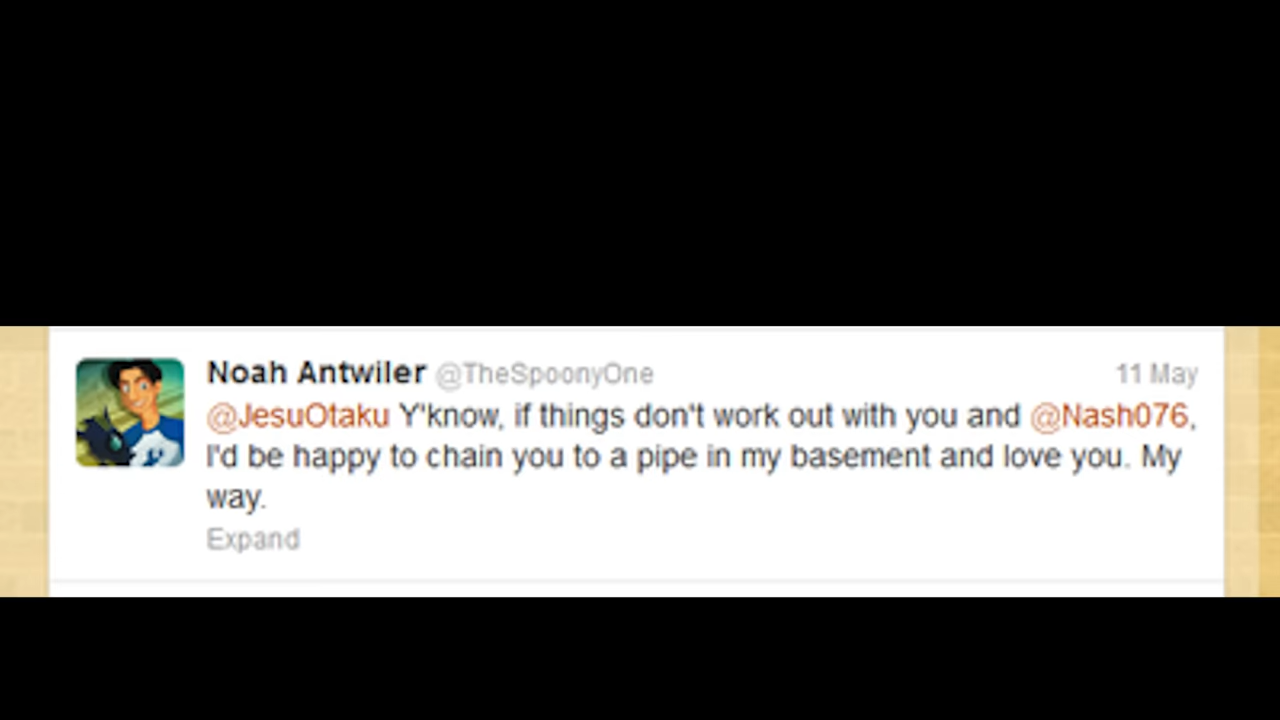 Noah Antwiler @TheSpoonyOne 11 May
@JesuOtaku Y'know, if things don't work out with you and @Nash076,
I'd be happy to chain you to a pipe in my basement and love you. My
way.
Expand